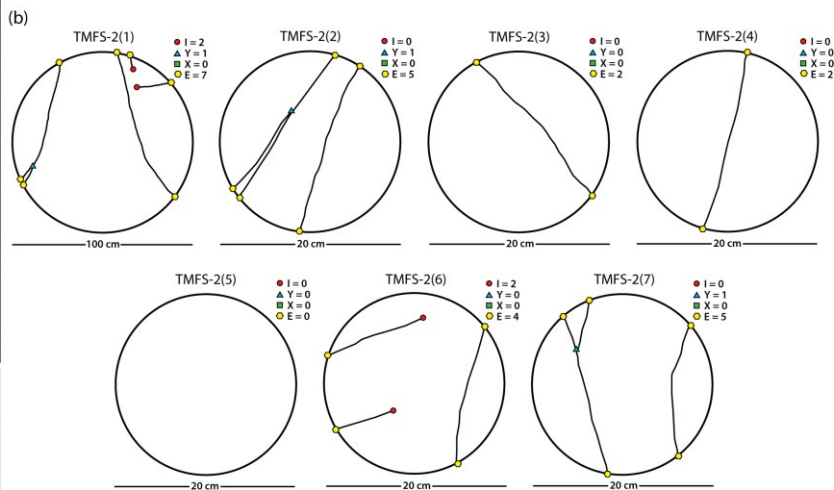 (b)
TMFS-2(1)
I = 2
Y = 1
X = 0
E = 7
100 cm
TMFS-2(2)
I = 0
Y = 1
X = 0
E = 5
20 cm
TMFS-2(3)
I = 0
Y = 0
X = 0
E = 2
20 cm
TMFS-2(4)
I = 0
Y = 0
X = 0
E = 2
20 cm
TMFS-2(5)
I = 0
Y = 0
X = 0
E = 0
20 cm
TMFS-2(6)
I = 2
Y = 0
X = 0
E = 4
20 cm
TMFS-2(7)
I = 0
Y = 1
X = 0
E = 5
20 cm